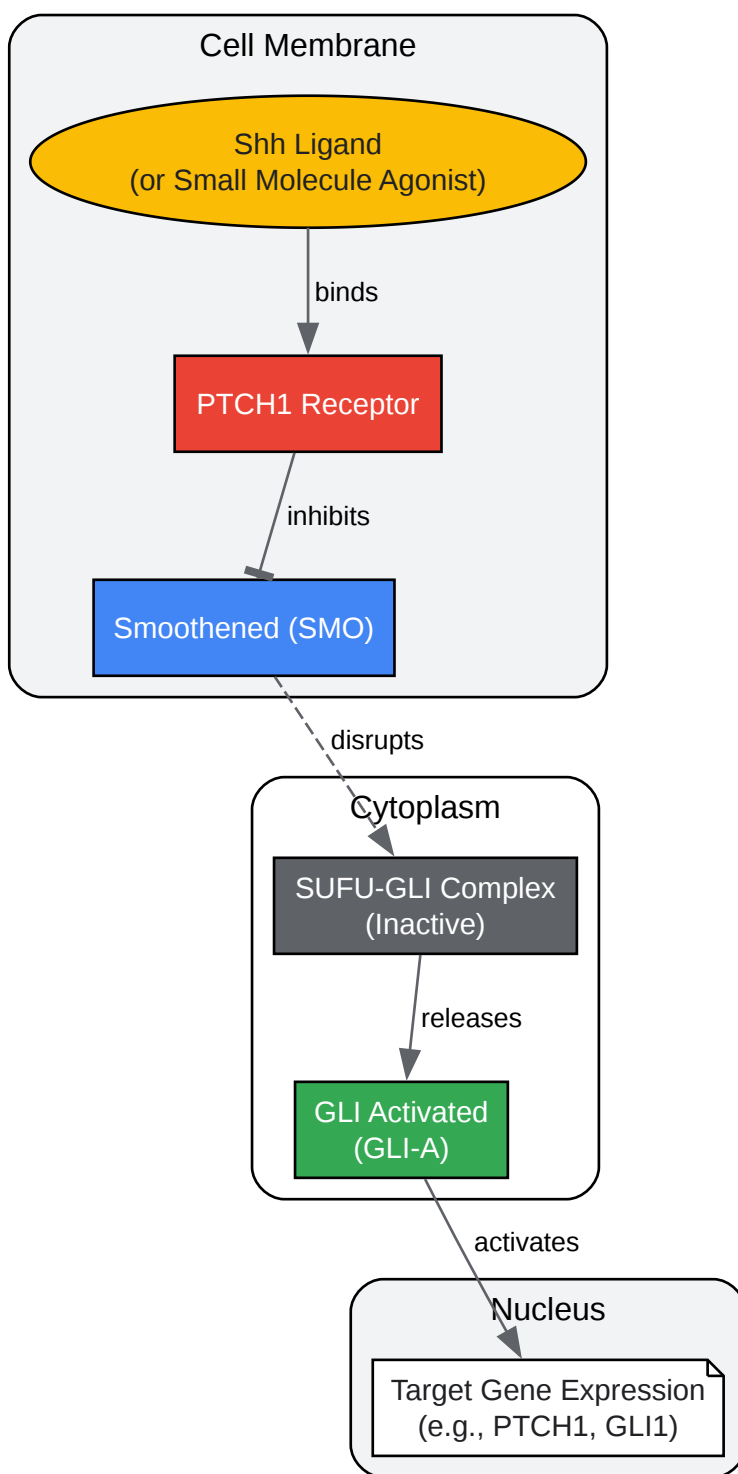 Cell Membrane
Shh Ligand
(or Small Molecule Agonist)
binds
PTCH1 Receptor
inhibits
Smoothened (SMO)
disrupts
Cytoplasm
SUFU-GLI Complex
(Inactive)
releases
GLI Activated
(GLI-A)
activates
Nucleus
Target Gene Expression
(e.g., PTCH1, GLI1)